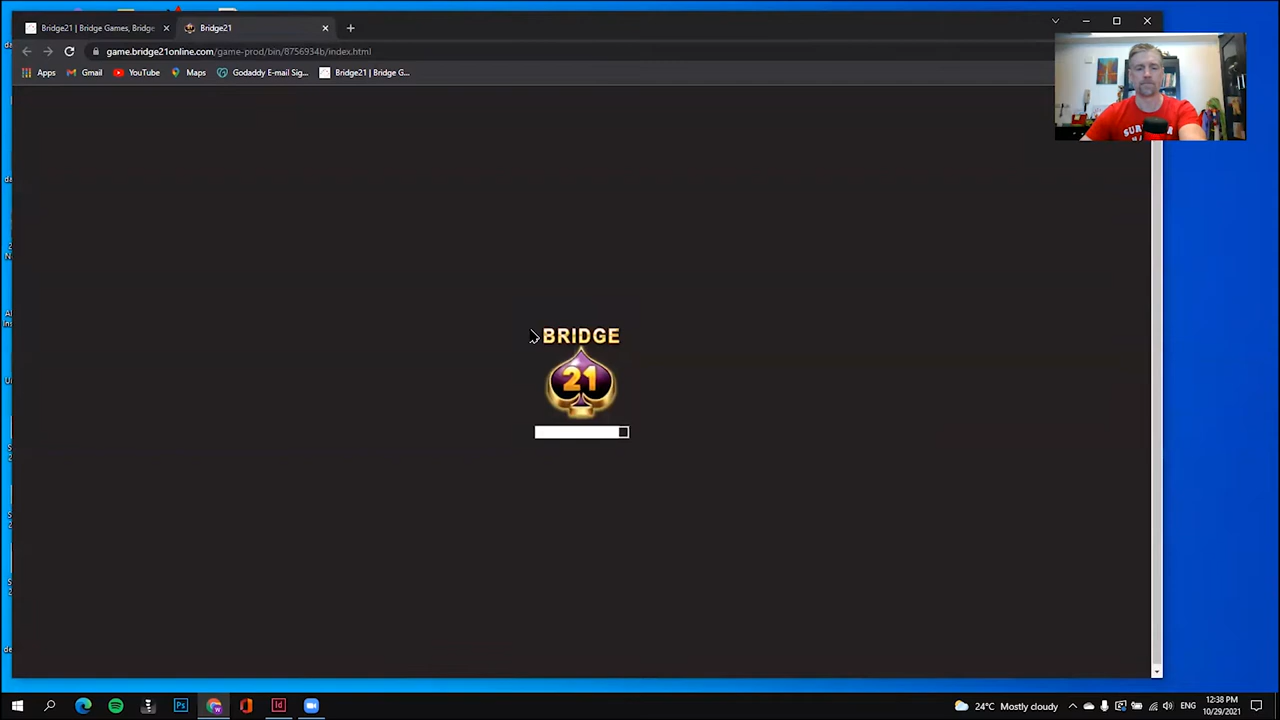 Bridge21 | Bridge Games, Bridge
Bridge21
game.bridge21online.com/game-prod/bin/8756934b/index.html
Apps
Gmail
YouTube
Maps
Godaddy E-mail Sig...
Bridge21 | Bridge G...
BRIDGE
21
24°C Mostly cloudy
ENG
12:38 PM
10/29/2021